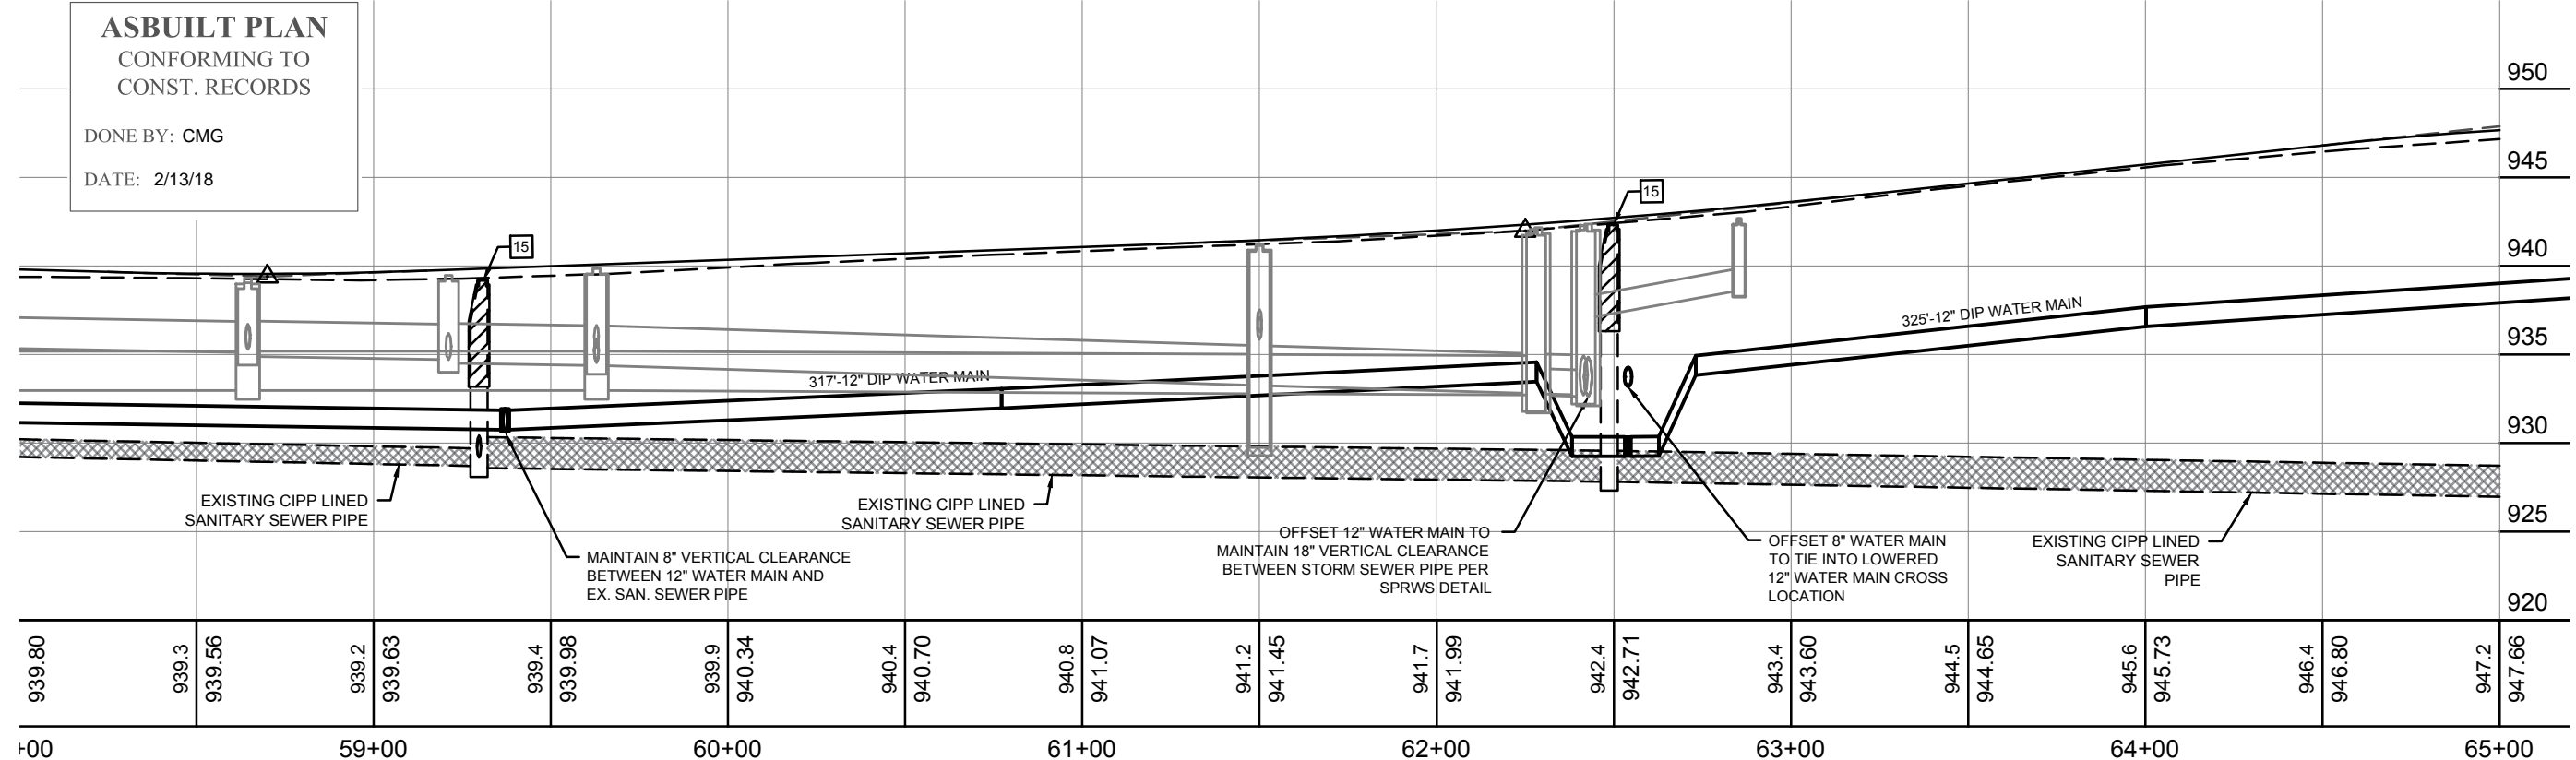 ASBUILT PLAN
CONFORMING TO
CONST. RECORDS
DONE BY: CMG
DATE: 2/13/18
950
945
940
935
930
925
920
15
15
317'-12" DIP WATER MAIN
325'-12" DIP WATER MAIN
EXISTING CIPP LINED
SANITARY SEWER PIPE
MAINTAIN 8" VERTICAL CLEARANCE
BETWEEN 12" WATER MAIN AND
EX. SAN. SEWER PIPE
EXISTING CIPP LINED
SANITARY SEWER PIPE
OFFSET 12" WATER MAIN TO
MAINTAIN 18" VERTICAL CLEARANCE
BETWEEN STORM SEWER PIPE PER
SPRWS DETAIL
OFFSET 8" WATER MAIN
TO TIE INTO LOWERED
12" WATER MAIN CROSS
LOCATION
EXISTING CIPP LINED
SANITARY SEWER
PIPE
939.80
939.3
939.56
939.2
939.63
939.4
939.98
939.9
940.34
940.4
940.70
940.8
941.07
941.2
941.45
941.7
941.99
942.4
942.71
943.4
943.60
944.5
944.65
945.6
945.73
946.4
946.80
947.2
947.66
+00
59+00
60+00
61+00
62+00
63+00
64+00
65+00